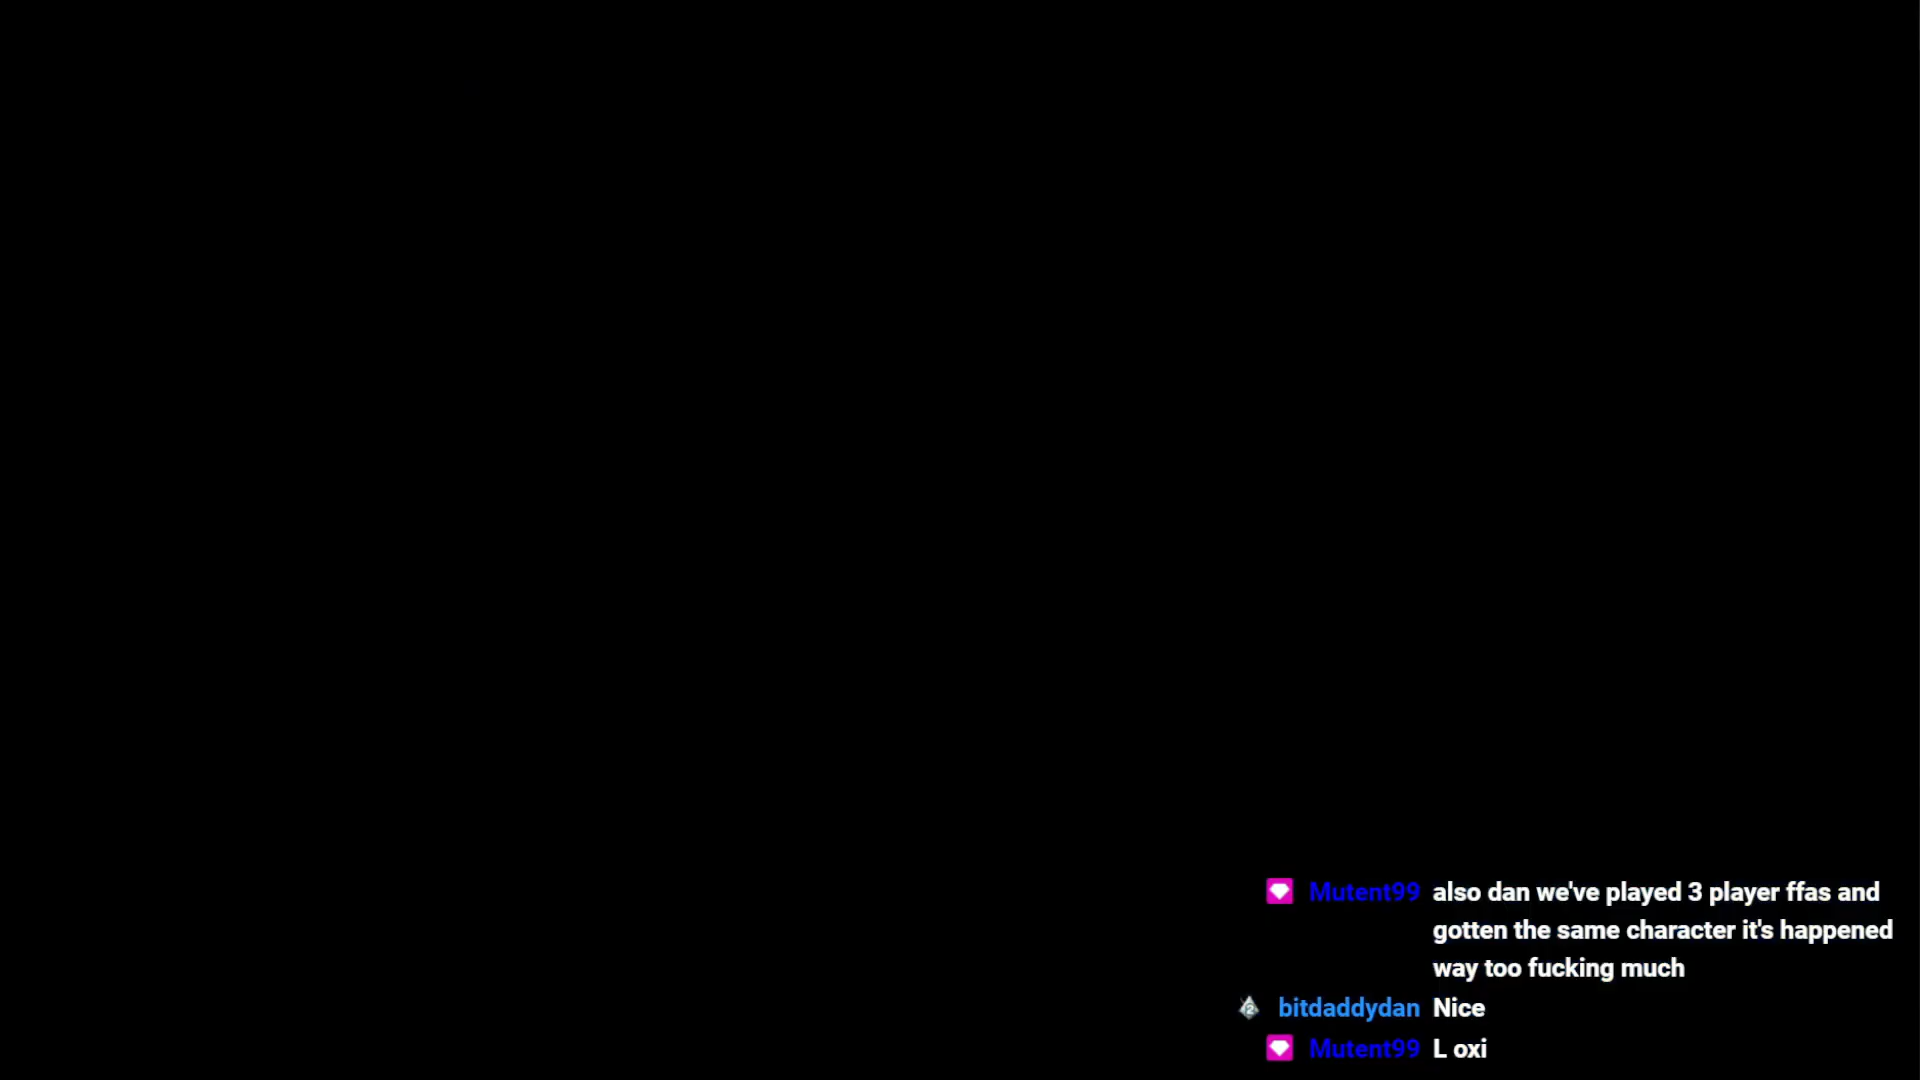 Mutent99 also dan we've played 3 player ffas and
gotten the same character it's happened
way too fucking much
2 bitdaddydan Nice
Mutent99 L oxi